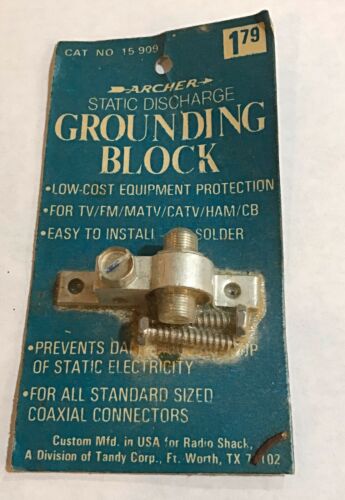 CAT NO 15 909
1 79
ARCHER
STATIC DISCHARGE
GROUNDING
BLOCK
•LOW-COST EQUIPMENT PROTECTION
•FOR TV/FM/MATV/CATV/HAM/CB
•EASY TO INSTALL SOLDER
•PREVENTS
OF STATIC ELECTRICITY
•FOR ALL STANDARD SIZED
COAXIAL CONNECTORS
Custom Mfd. in USA for Radio Shack,
A Division of Tandy Corp., Ft. Worth, TX 102